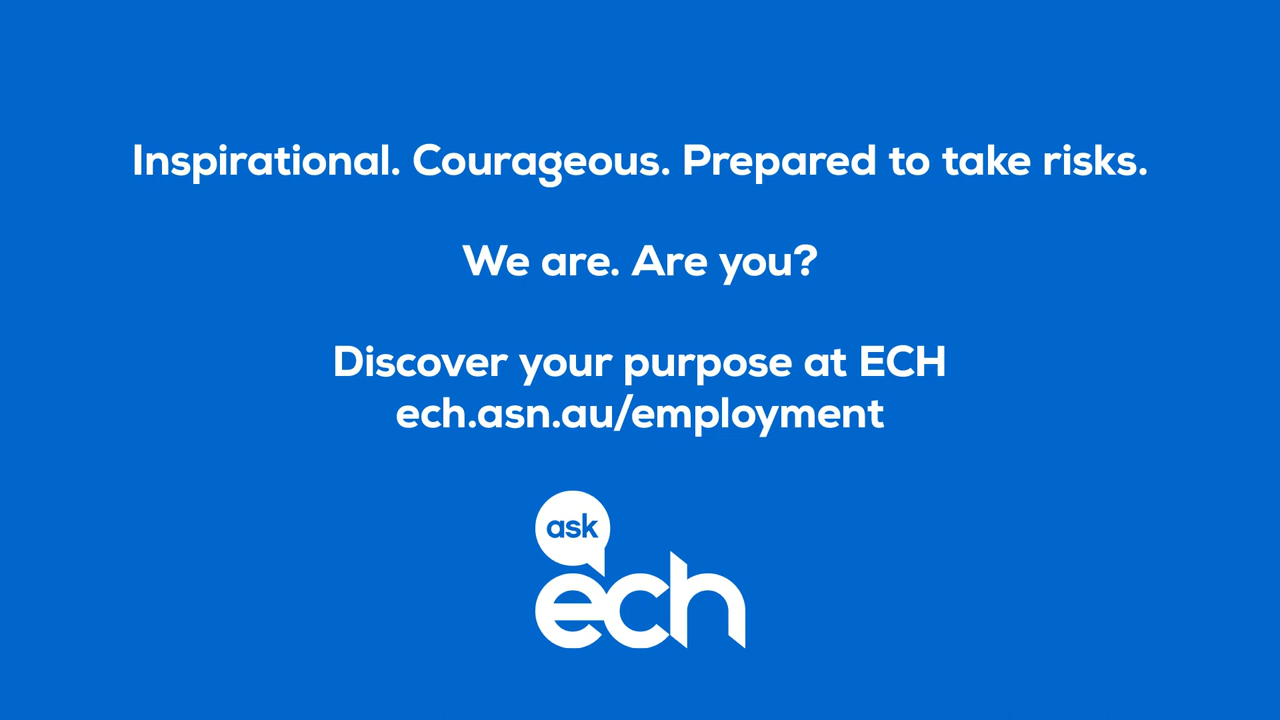 Inspirational. Courageous. Prepared to take risks.
We are. Are you?
Discover your purpose at ECH
ech.asn.au/employment
ask
ech